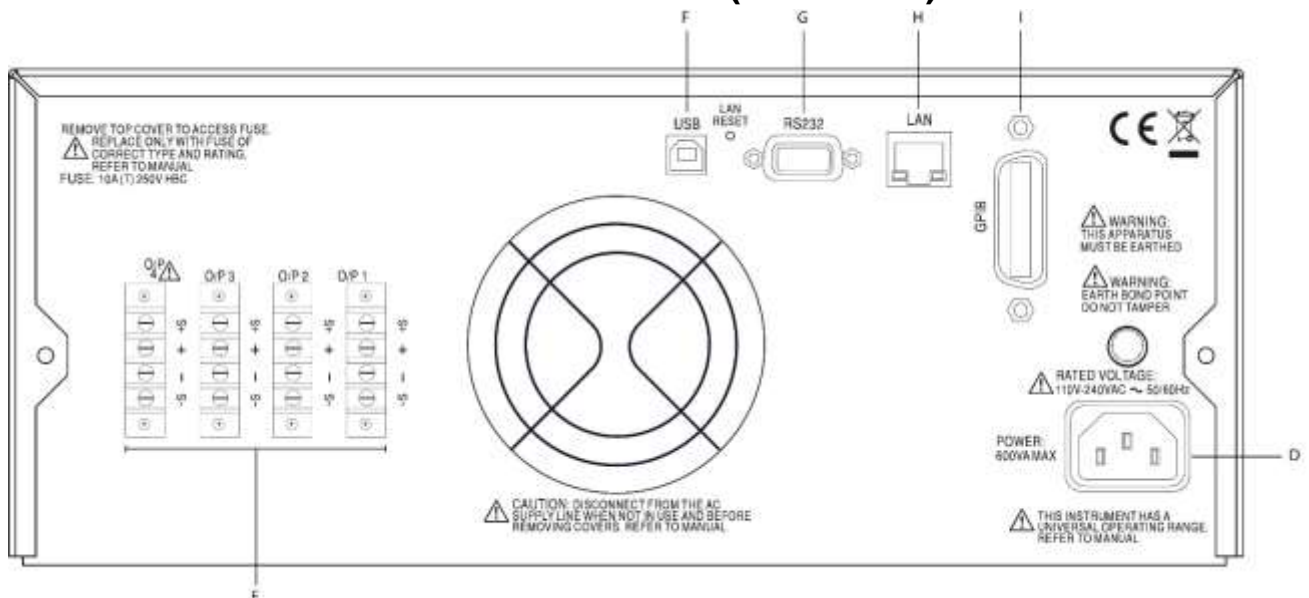 F G H I
USB
LAN
RESET
RS232
LAN
REMOVE TOP COVER TO ACCESS FUSE.
REPLACE ONLY WITH FUSE OF
CORRECT TYPE AND RATING,
REFER TO MANUAL
FUSE: 10A (T) 250V HBC
CE
GPIB
WARNING:
THIS APPARATUS
MUST BE EARTHED
WARNING:
EARTH BOND POINT
DO NOT TAMPER
O/P
4
O/P 3
O/P 2
O/P 1
+S +S +S +S
+ + + +
- - - -
-S -S -S -S
RATED VOLTAGE:
110V-240VAC ~ 50/60Hz
POWER:
600VA MAX
D
CAUTION: DISCONNECT FROM THE AC
SUPPLY LINE WHEN NOT IN USE AND BEFORE
REMOVING COVERS. REFER TO MANUAL
THIS INSTRUMENT HAS A
UNIVERSAL OPERATING RANGE.
REFER TO MANUAL